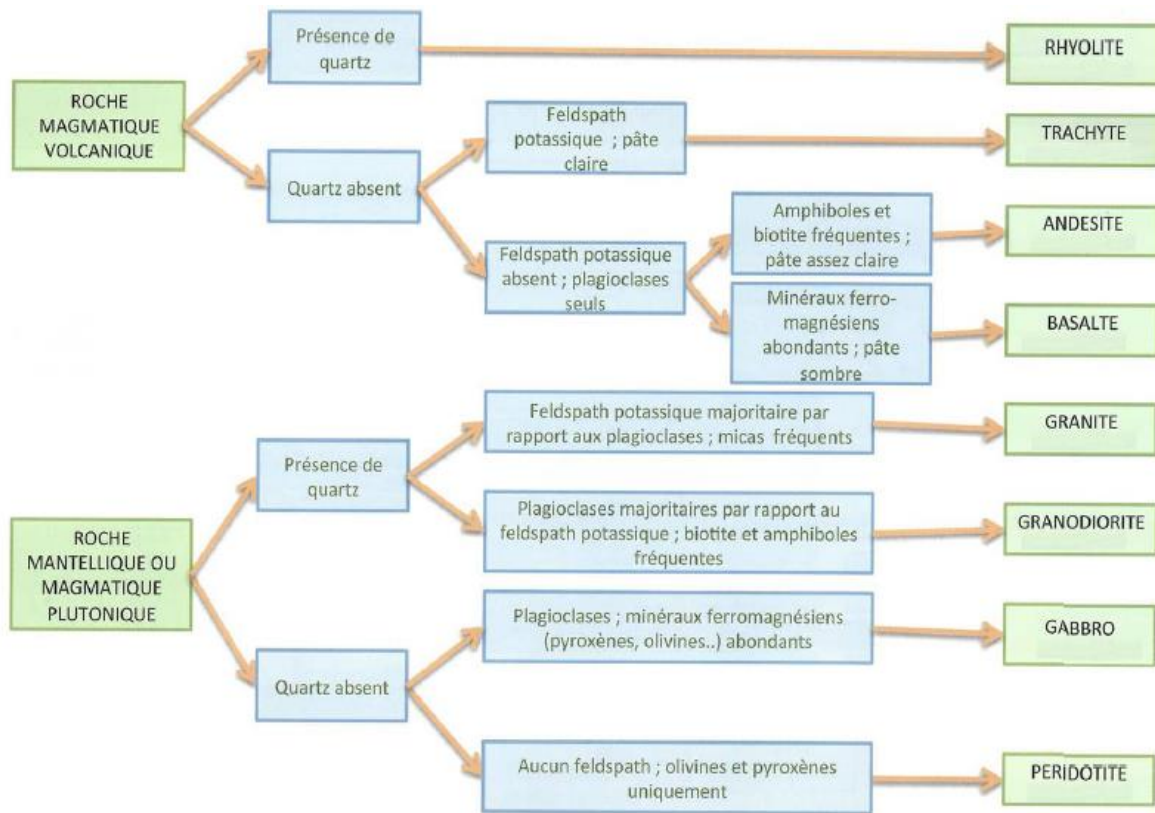 Présence de
quartz
RHYOLITE
ROCHE
MAGMATIQUE
VOLCANIQUE
Feldspath
potassique ; pâte
claire
TRACHYTE
Quartz absent
Amphiboles et
biotite fréquentes ;
pâte assez claire
ANDESITE
Feldspath potassique
absent ; plagioclases
seuls
Minéraux ferro-
magnésiens
abondants ; pâte
sombre
BASALTE
Feldspath potassique majoritaire par
rapport aux plagioclases ; micas fréquents
GRANITE
Présence de
quartz
Plagioclases majoritaires par rapport au
feldspath potassique ; biotite et amphiboles
fréquentes
GRANODIORITE
ROCHE
MANTELLIQUE OU
MAGMATIQUE
PLUTONIQUE
Plagioclases ; minéraux ferromagnésiens
(pyroxènes, olivines..) abondants
GABBRO
Quartz absent
Aucun feldspath ; olivines et pyroxènes
uniquement
PERIDOTITE